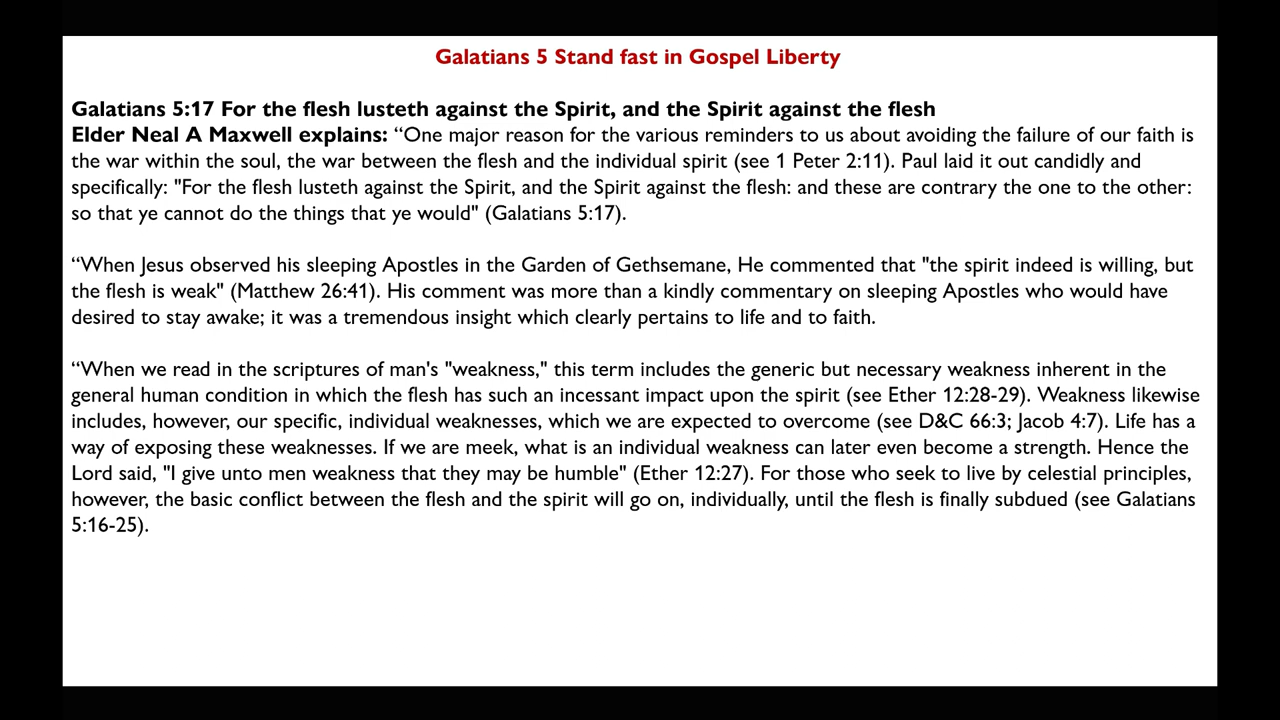 Galatians 5 Stand fast in Gospel Liberty
Galatians 5:17 For the flesh lusteth against the Spirit, and the Spirit against the flesh
Elder Neal A Maxwell explains: “One major reason for the various reminders to us about avoiding the failure of our faith is
the war within the soul, the war between the flesh and the individual spirit (see 1 Peter 2:11). Paul laid it out candidly and
specifically: "For the flesh lusteth against the Spirit, and the Spirit against the flesh: and these are contrary the one to the other:
so that ye cannot do the things that ye would" (Galatians 5:17).
“When Jesus observed his sleeping Apostles in the Garden of Gethsemane, He commented that "the spirit indeed is willing, but
the flesh is weak" (Matthew 26:41). His comment was more than a kindly commentary on sleeping Apostles who would have
desired to stay awake; it was a tremendous insight which clearly pertains to life and to faith.
“When we read in the scriptures of man's "weakness," this term includes the generic but necessary weakness inherent in the
general human condition in which the flesh has such an incessant impact upon the spirit (see Ether 12:28-29). Weakness likewise
includes, however, our specific, individual weaknesses, which we are expected to overcome (see D&C 66:3; Jacob 4:7). Life has a
way of exposing these weaknesses. If we are meek, what is an individual weakness can later even become a strength. Hence the
Lord said, "I give unto men weakness that they may be humble" (Ether 12:27). For those who seek to live by celestial principles,
however, the basic conflict between the flesh and the spirit will go on, individually, until the flesh is finally subdued (see Galatians
5:16-25).